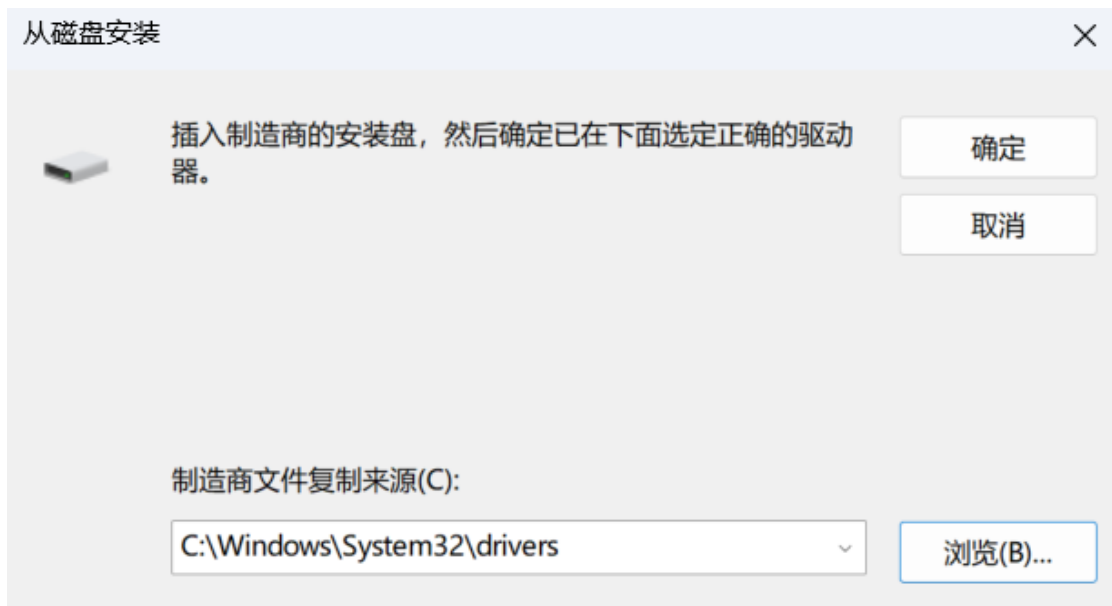 从磁盘安装
插入制造商的安装盘，然后确定已在下面选定正确的驱动
器。
确定
取消
制造商文件复制来源(C):
C:\Windows\System32\drivers
浏览(B)...